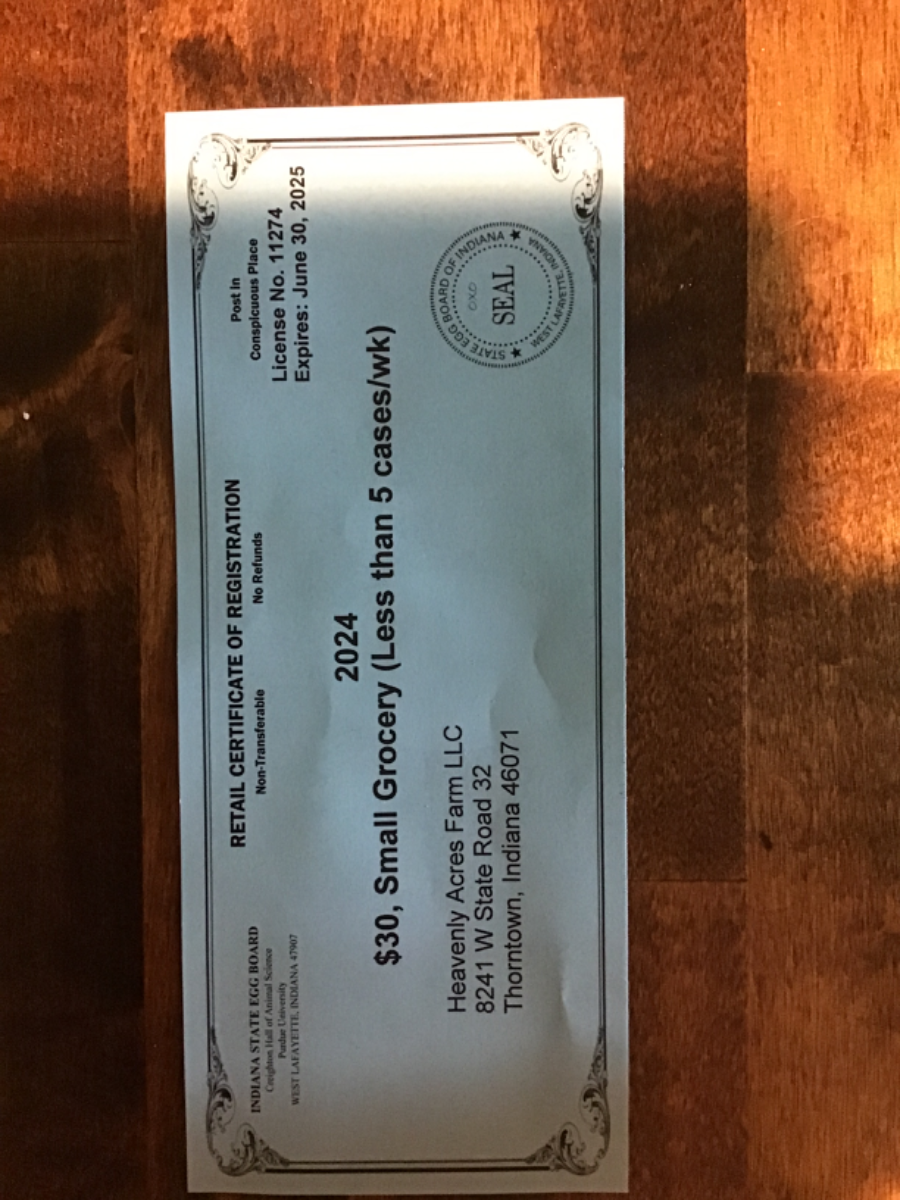 INDIANA STATE EGG BOARD
Creighton Hall of Animal Science
Purdue University
WEST LAFAYETTE, INDIANA 47907
RETAIL CERTIFICATE OF REGISTRATION
Non-Transferable No Refunds
Post in
Conspicuous Place
License No. 11274
Expires: June 30, 2025
2024
$30, Small Grocery (Less than 5 cases/wk)
Heavenly Acres Farm LLC
8241 W State Road 32
Thorntown, Indiana 46071
STATE EGG BOARD OF INDIANA
SEAL
WEST LAFAYETTE, INDIANA